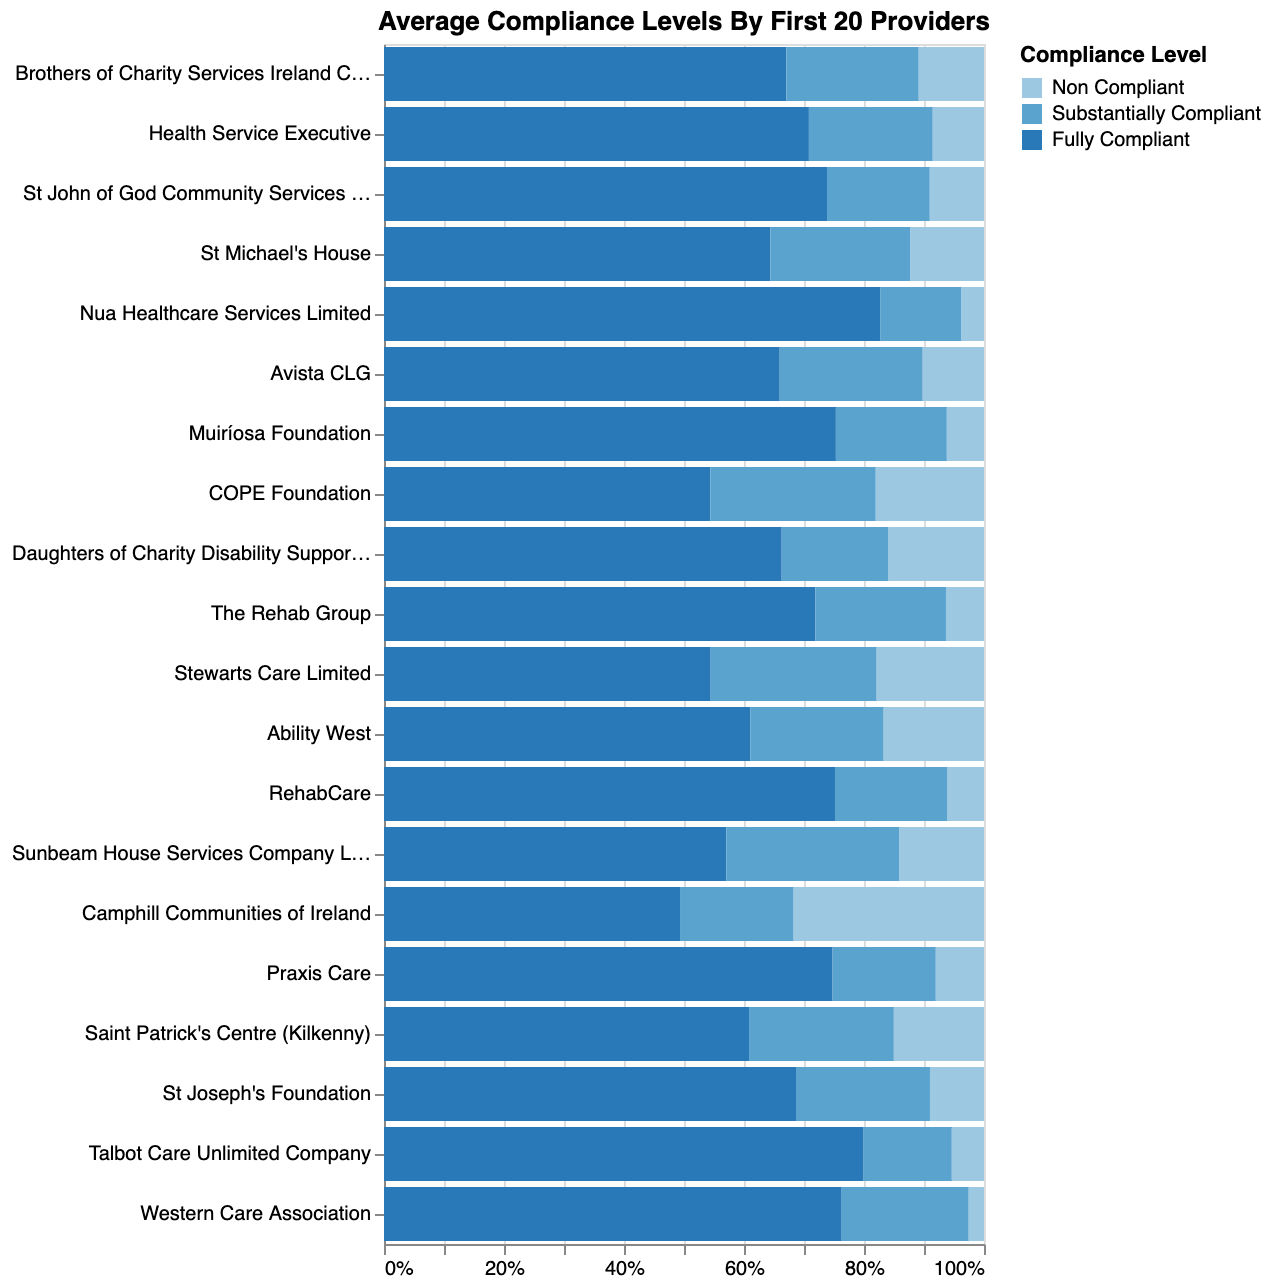 Average Compliance Levels By First 20 Providers
Compliance Level
Non Compliant
Substantially Compliant
Fully Compliant
Brothers of Charity Services Ireland C…
Health Service Executive
St John of God Community Services …
St Michael's House
Nua Healthcare Services Limited
Avista CLG
Muiríosa Foundation
COPE Foundation
Daughters of Charity Disability Suppor…
The Rehab Group
Stewarts Care Limited
Ability West
RehabCare
Sunbeam House Services Company L…
Camphill Communities of Ireland
Praxis Care
Saint Patrick's Centre (Kilkenny)
St Joseph's Foundation
Talbot Care Unlimited Company
Western Care Association
0% 20% 40% 60% 80% 100%